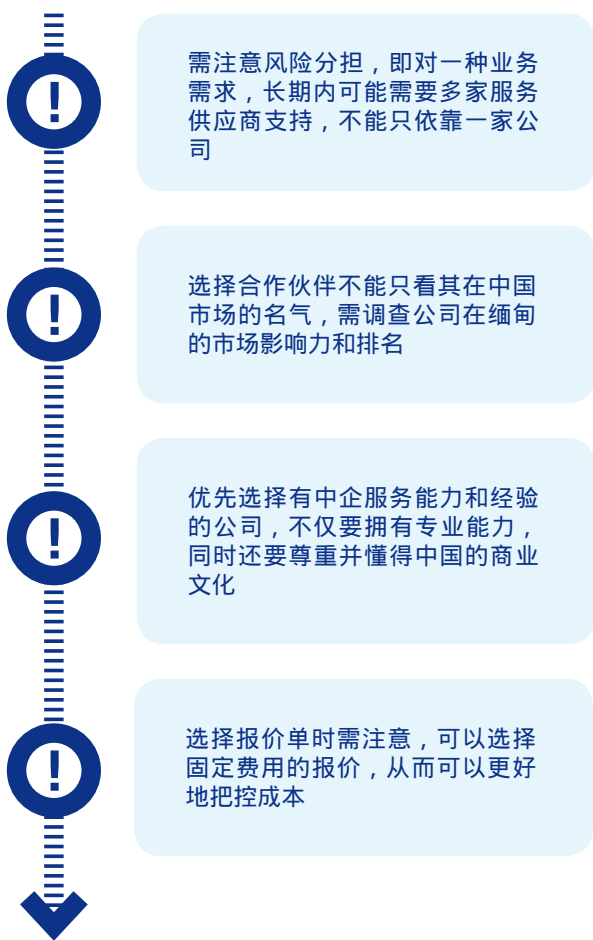 !
需注意风险分担，即对一种业务
需求，长期内可能需要多家服务
供应商支持，不能只依靠一家公
司
!
选择合作伙伴不能只看其在中国
市场的名气，需调查公司在缅甸
的市场影响力和排名
!
优先选择有中企服务能力和经验
的公司，不仅要拥有专业能力，
同时还要尊重并懂得中国的商业
文化
!
选择报价单时需注意，可以选择
固定费用的报价，从而可以更好
地把控成本